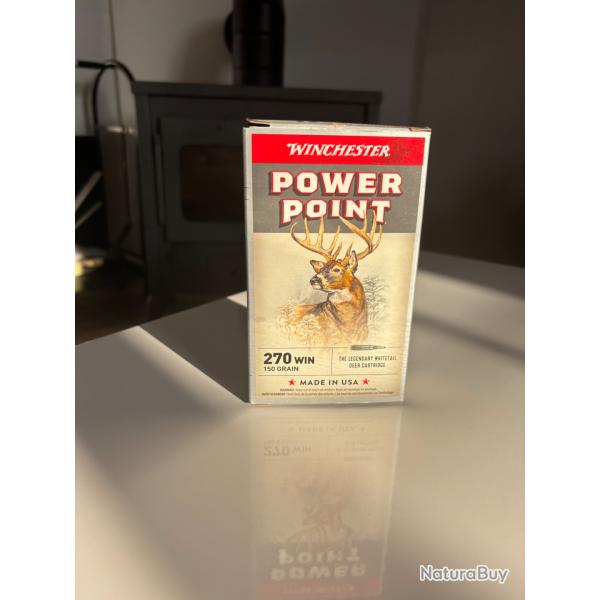 WINCHESTER
POWER
POINT
270 WIN
150 GRAIN
THE LEGENDARY WHITETAIL
DEER CARTRIDGE
★ MADE IN USA ★
NaturaBuy